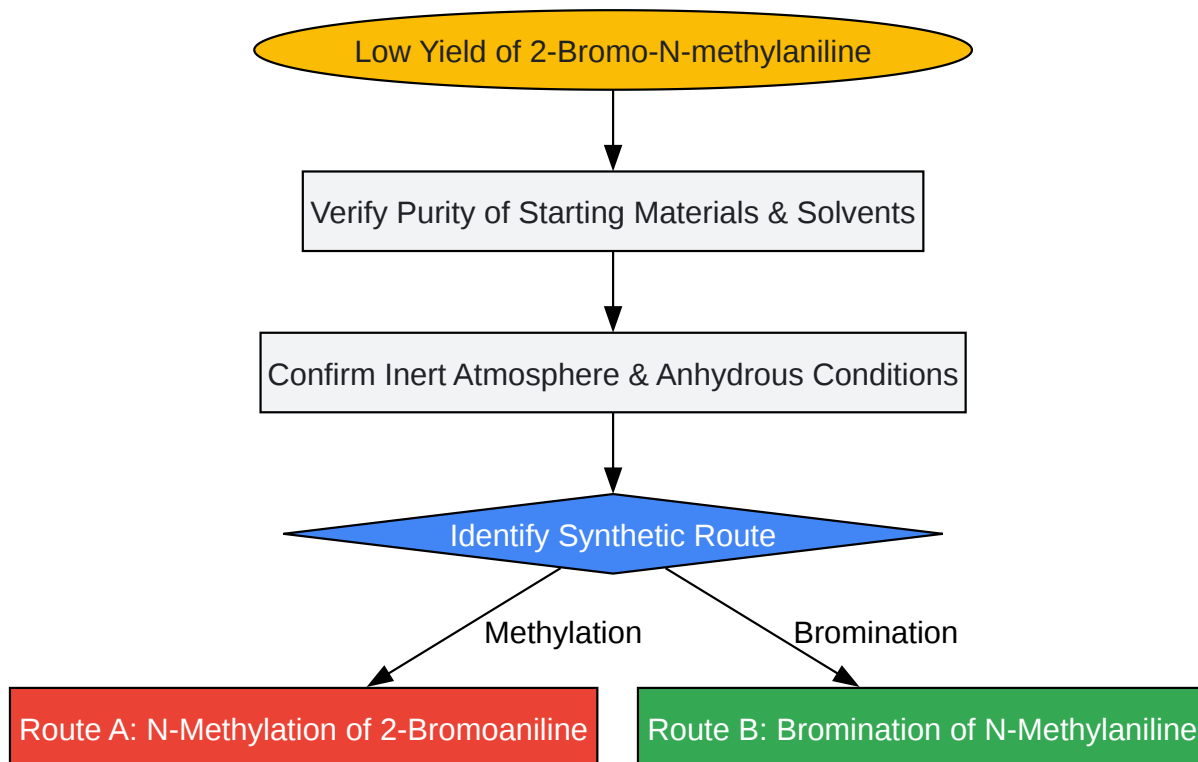 Low Yield of 2-Bromo-N-methylaniline
Verify Purity of Starting Materials & Solvents
Confirm Inert Atmosphere & Anhydrous Conditions
Identify Synthetic Route
Methylation
Bromination
Route A: N-Methylation of 2-Bromoaniline
Route B: Bromination of N-Methylaniline